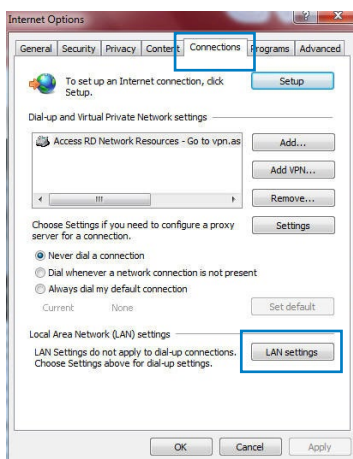 Internet Options
General Security Privacy Content Connections Programs Advanced
To set up an Internet connection, click
Setup.
Setup
Dial-up and Virtual Private Network settings
Access RD Network Resources - Go to vpn.as
Add...
Add VPN...
Remove...
Choose Settings if you need to configure a proxy
server for a connection.
Settings
Never dial a connection
Dial whenever a network connection is not present
Always dial my default connection
Current None
Set default
Local Area Network (LAN) settings
LAN Settings do not apply to dial-up connections.
Choose Settings above for dial-up settings.
LAN settings
OK Cancel Apply